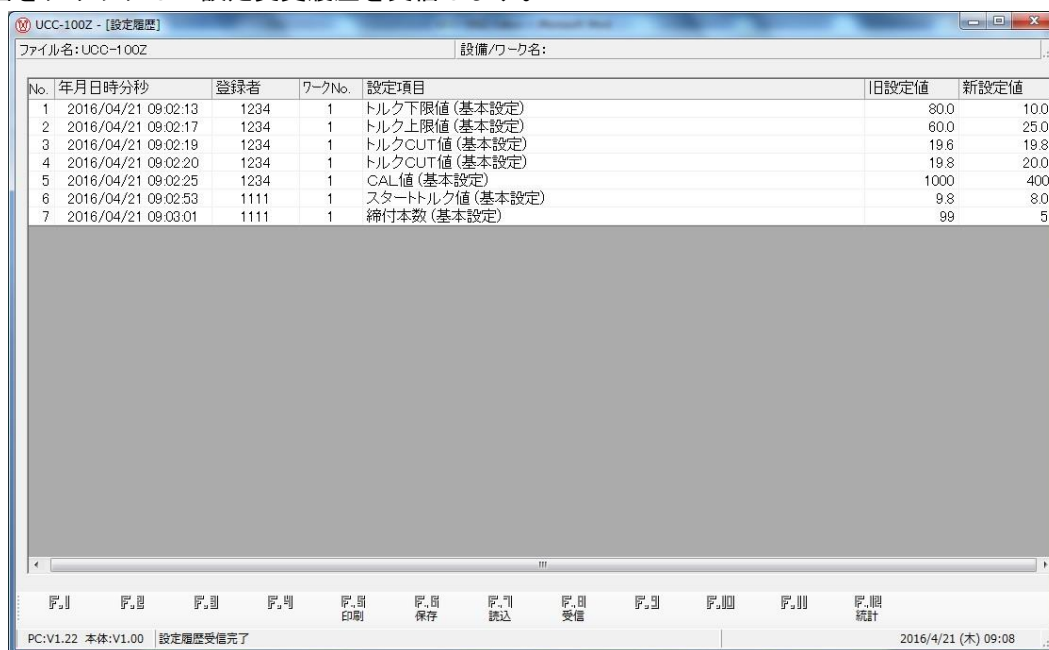 設定変更履歴を受信
UCC-100Z - [設定履歴]
ファイル名:UCC-100Z 設備/ワーク名:
No. 年月日時分秒 登録者 ワークNo. 設定項目 旧設定値 新設定値
1 2016/04/21 09:02:13 1234 1 トルク下限値(基本設定) 80.0 10.0
2 2016/04/21 09:02:17 1234 1 トルク上限値(基本設定) 60.0 25.0
3 2016/04/21 09:02:19 1234 1 トルクCUT値(基本設定) 19.6 19.8
4 2016/04/21 09:02:20 1234 1 トルクCUT値(基本設定) 19.8 20.0
5 2016/04/21 09:02:25 1234 1 CAL値(基本設定) 1000 400
6 2016/04/21 09:02:53 1111 1 スタートトルク値(基本設定) 9.8 8.0
7 2016/04/21 09:03:01 1111 1 締付本数(基本設定) 99 5
F.1 F.2 F.3 F.4 F.5 F.6 F.7 F.8 F.9 F.10 F.11 F.12
印刷 保存 読込 受信 統計
PC:V1.22 本体:V1.00 設定履歴受信完了 2016/4/21 (木) 09:08